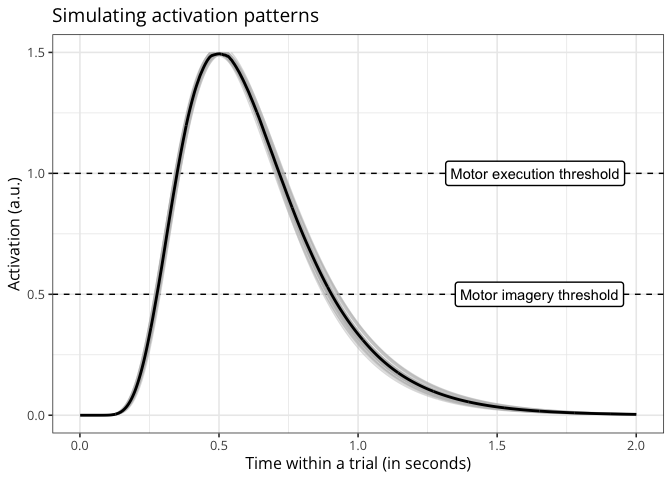 Simulating activation patterns
1.5
1.0
0.5
0.0
Activation (a.u.)
Motor execution threshold
Motor imagery threshold
0.0 0.5 1.0 1.5 2.0
Time within a trial (in seconds)